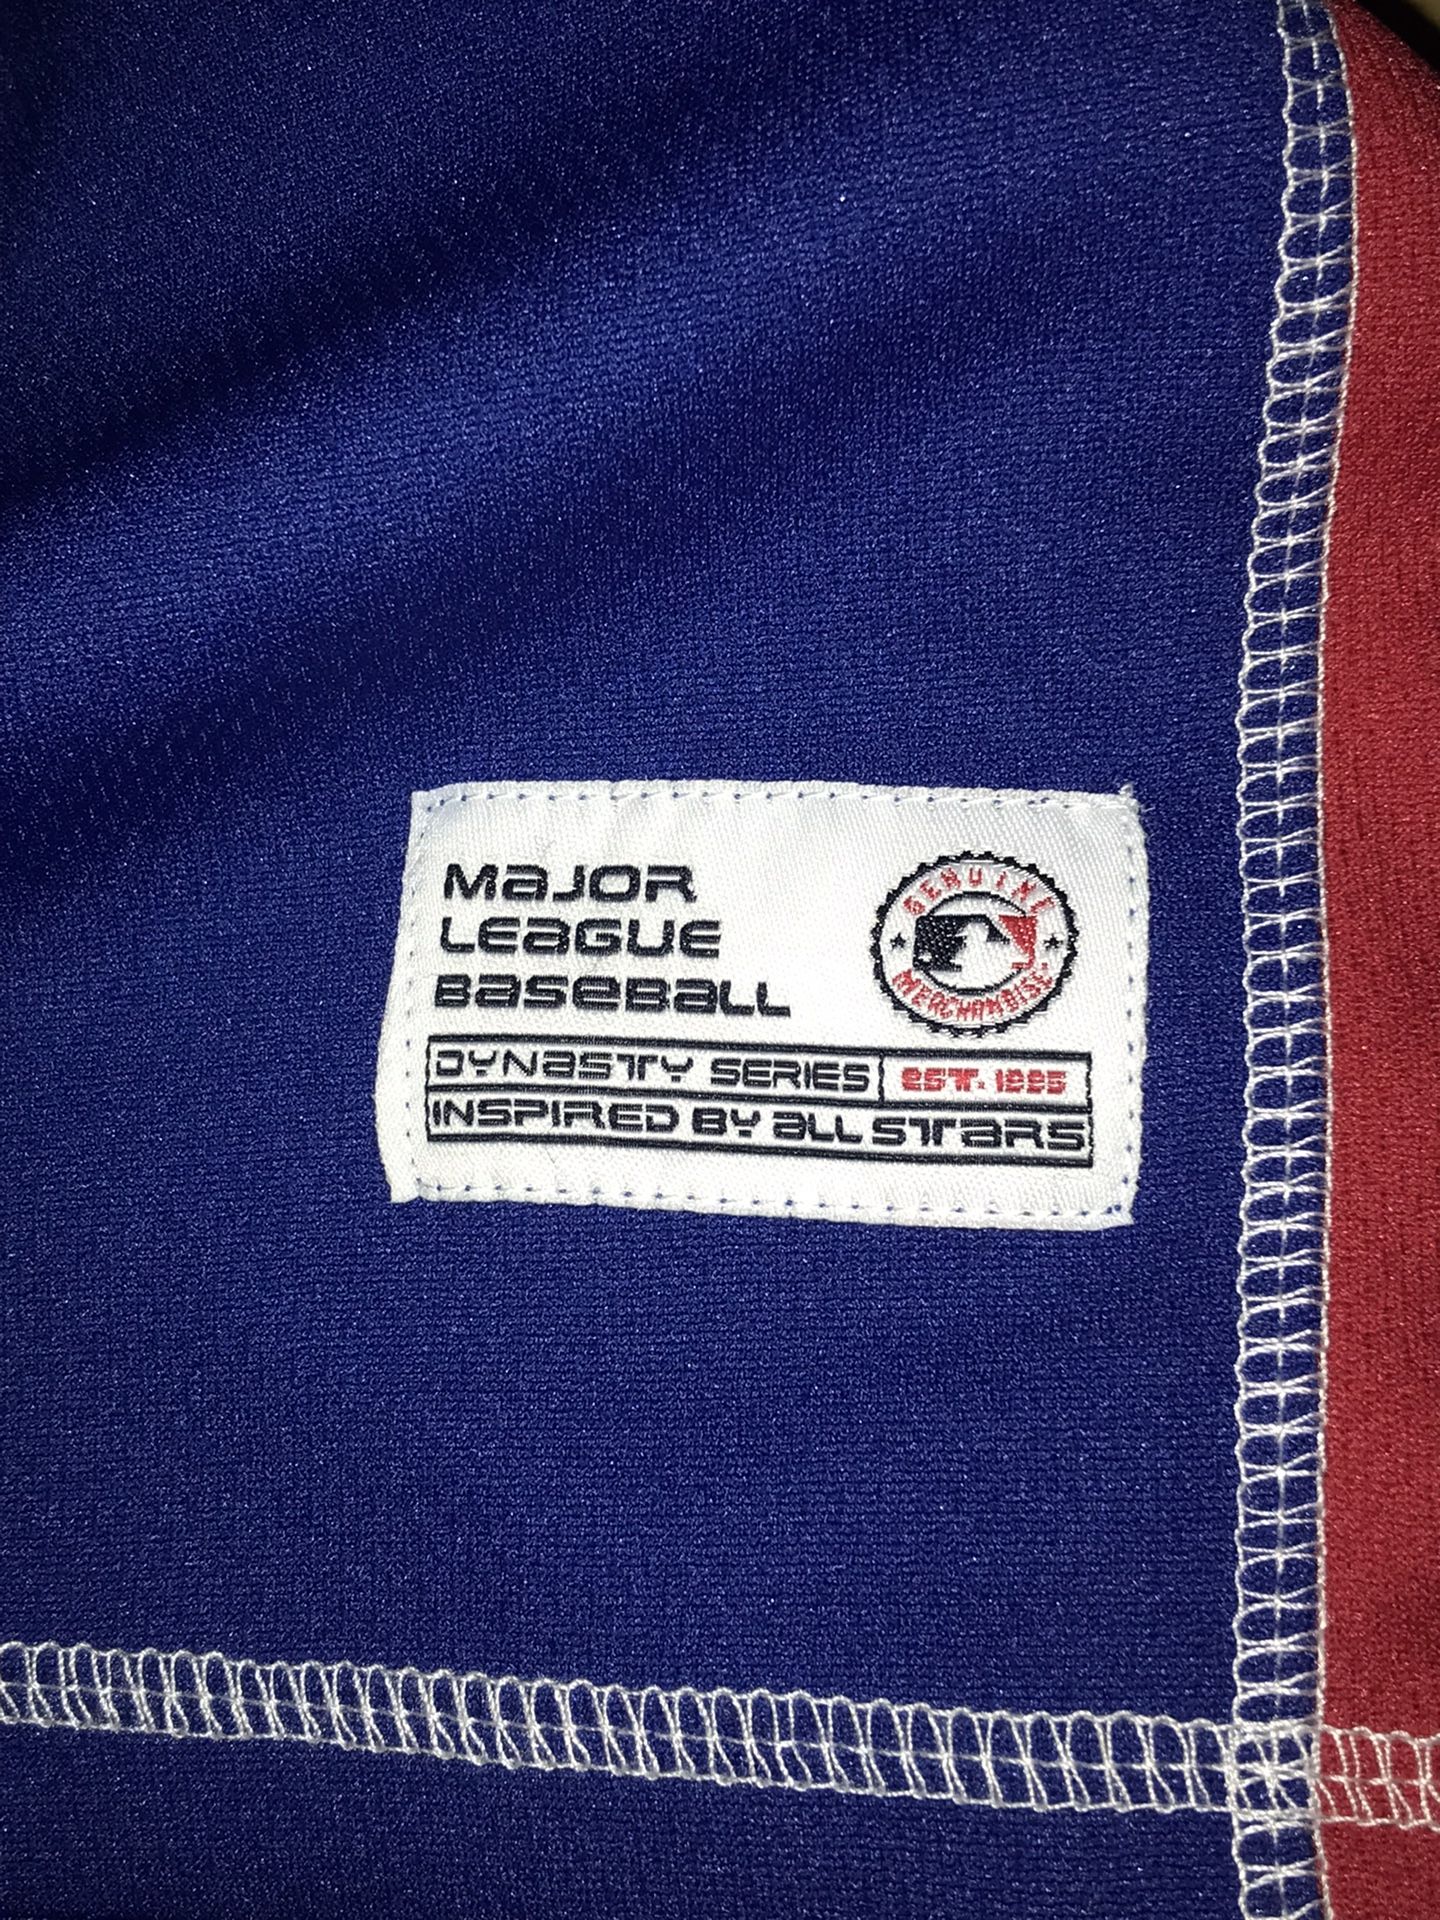 MaJOR
LeaGUe
BaseBaLL
GENUINE
MERCHANDISE
DYNaSTY SERIES
eST. 1995
INSPIRED BY aLL STaRS